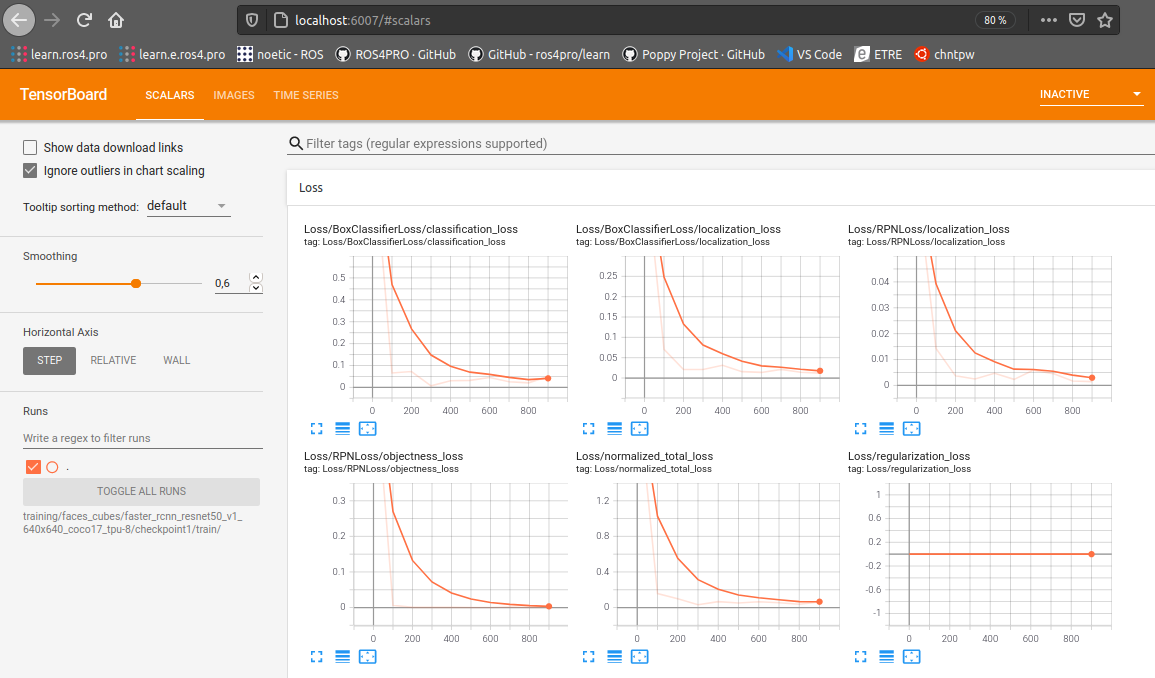 localhost:6007/#scalars
80 %
learn.ros4.pro
learn.e.ros4.pro
noetic - ROS
ROS4PRO · GitHub
GitHub - ros4pro/learn
Poppy Project · GitHub
VS Code
ETRE
chntpw
TensorBoard
SCALARS
IMAGES
TIME SERIES
INACTIVE
Show data download links
Ignore outliers in chart scaling
Tooltip sorting method: default
Smoothing
0,6
Horizontal Axis
STEP
RELATIVE
WALL
Runs
Write a regex to filter runs
.
TOGGLE ALL RUNS
training/faces_cubes/faster_rcnn_resnet50_v1_
640x640_coco17_tpu-8/checkpoint1/train/
Filter tags (regular expressions supported)
Loss
Loss/BoxClassifierLoss/classification_loss
tag: Loss/BoxClassifierLoss/classification_loss
0.5
0.4
0.3
0.2
0.1
0
0 200 400 600 800
Loss/BoxClassifierLoss/localization_loss
tag: Loss/BoxClassifierLoss/localization_loss
0.25
0.2
0.15
0.1
0.05
0
0 200 400 600 800
Loss/RPNLoss/localization_loss
tag: Loss/RPNLoss/localization_loss
0.04
0.03
0.02
0.01
0
0 200 400 600 800
Loss/RPNLoss/objectness_loss
tag: Loss/RPNLoss/objectness_loss
0.3
0.2
0.1
0
0 200 400 600 800
Loss/normalized_total_loss
tag: Loss/normalized_total_loss
1.2
0.8
0.4
0
0 200 400 600 800
Loss/regularization_loss
tag: Loss/regularization_loss
1
0.6
0.2
-0.2
-0.6
-1
0 200 400 600 800